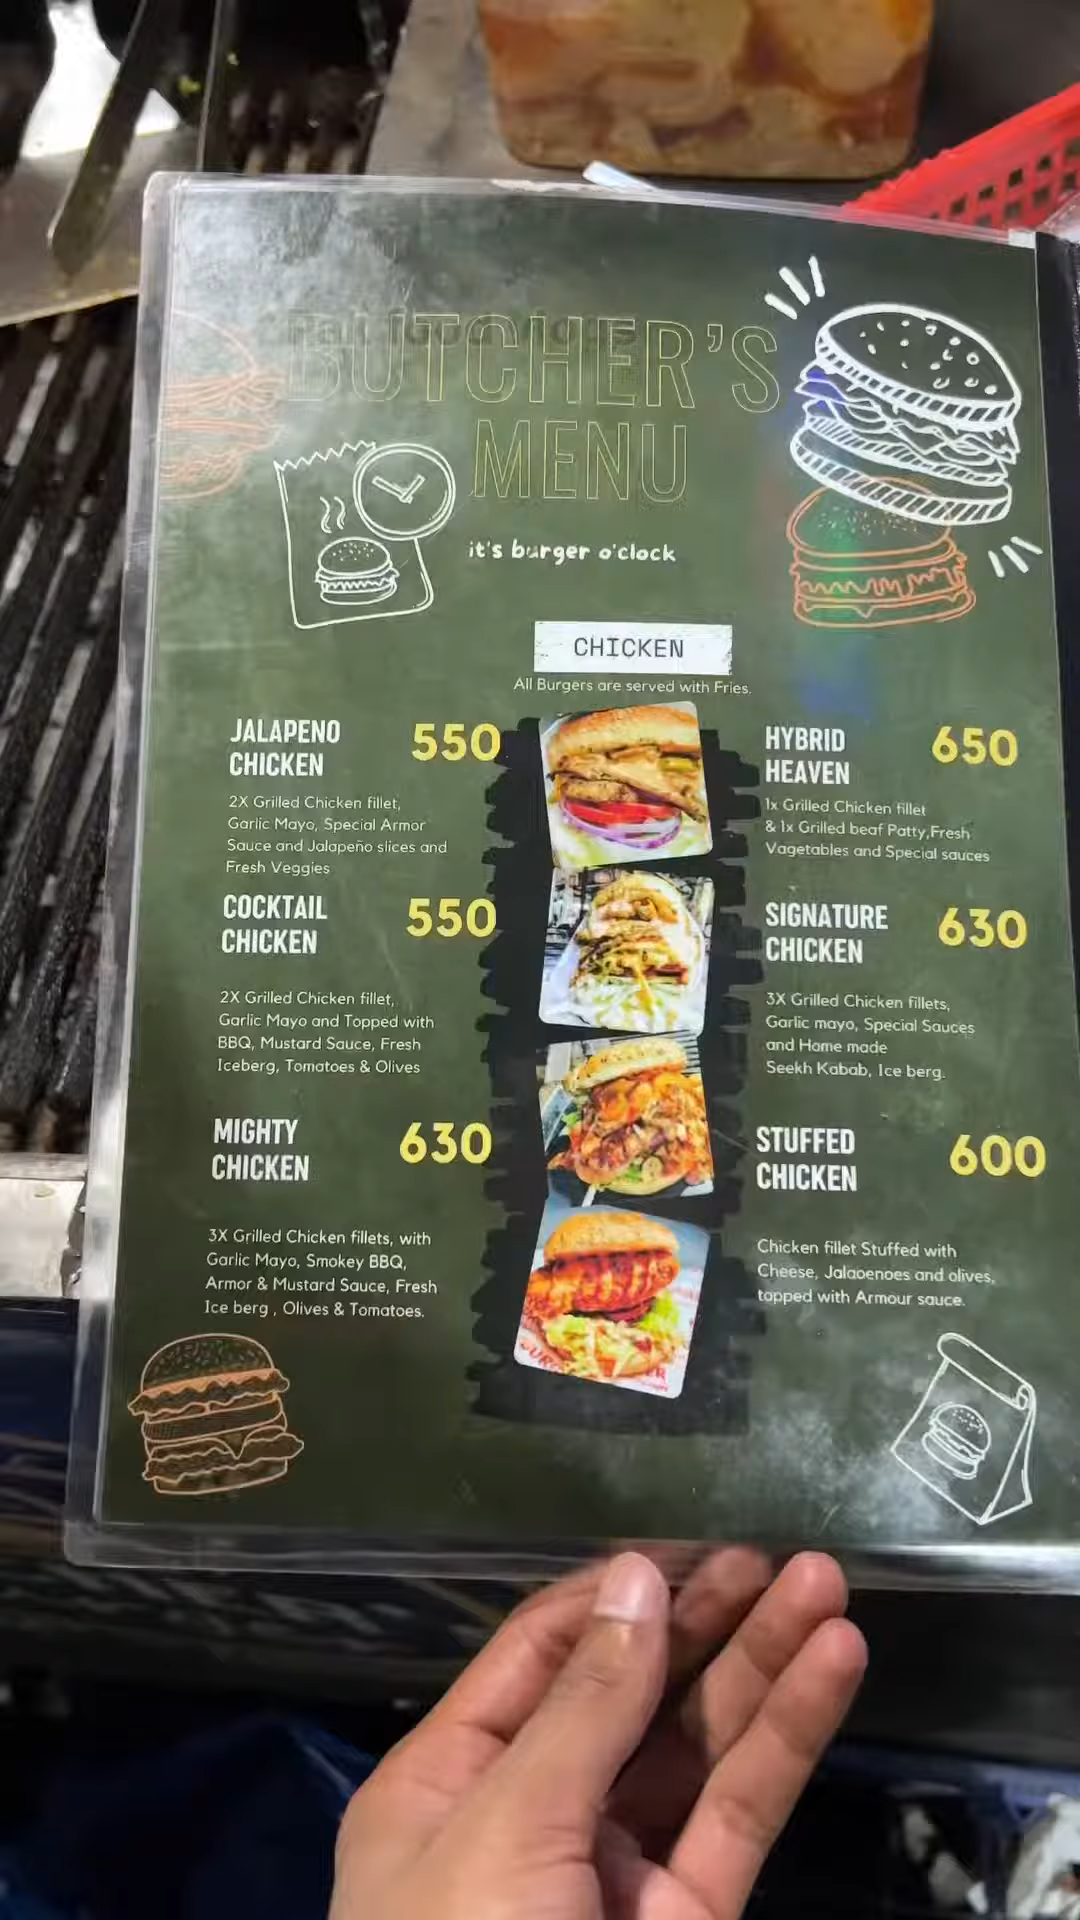 BUTCHER'S
MENU
it's burger o'clock
CHICKEN
All Burgers are served with Fries.
JALAPENO
CHICKEN
550
2X Grilled Chicken fillet,
Garlic Mayo, Special Armor
Sauce and Jalapeño slices and
Fresh Veggies
COCKTAIL
CHICKEN
550
2X Grilled Chicken fillet,
Garlic Mayo and Topped with
BBQ, Mustard Sauce, Fresh
Iceberg, Tomatoes & Olives
MIGHTY
CHICKEN
630
3X Grilled Chicken fillets, with
Garlic Mayo, Smokey BBQ,
Armor & Mustard Sauce, Fresh
Ice berg , Olives & Tomatoes.
HYBRID
HEAVEN
650
1x Grilled Chicken fillet
& 1x Grilled beaf Patty,Fresh
Vagetables and Special sauces
SIGNATURE
CHICKEN
630
3X Grilled Chicken fillets,
Garlic mayo, Special Sauces
and Home made
Seekh Kabab, Ice berg.
STUFFED
CHICKEN
600
Chicken fillet Stuffed with
Cheese, Jalapenoes and olives,
topped with Armour sauce.